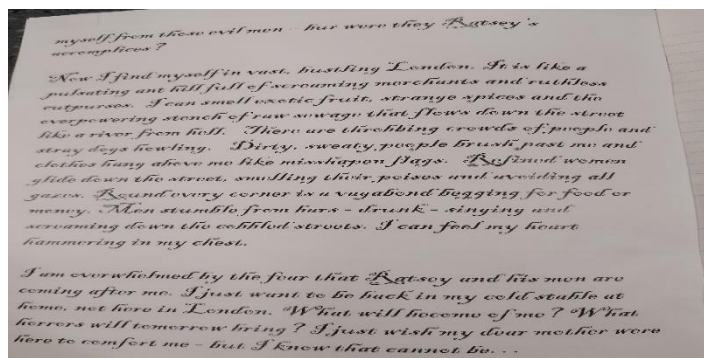 myself from these evil men - but were they Ratsey's
accomplices?
Now I find myself in vast, bustling London. It is like a
pulsating ant hill full of screaming merchants and ruthless
cutpurses. I can smell exotic fruit, strange spices and the
overpowering stench of raw sewage that flows down the street
like a river from hell. There are throbbing crowds of people and
stray dogs howling. Dirty, sweaty people brush past me and
clothes hang above me like misshapen flags. Refined women
glide down the street, smelling their poises and avoiding all
gazes. Round every corner is a vagabond begging for food or
money. Men stumble from bars - drunk - singing and
screaming down the cobbled streets. I can feel my heart
hammering in my chest.
I am overwhelmed by the fear that Ratsey and his men are
coming after me. I just want to be back in my cold stable at
home, not here in London. What will become of me? What
horrors will tomorrow bring? I just wish my dear mother were
here to comfort me - but I know that cannot be...